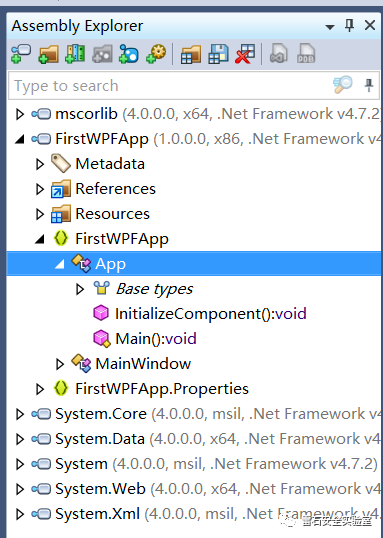 Assembly Explorer
Type to search
mscorlib (4.0.0.0, x64, .Net Framework v4.7.2)
FirstWPFApp (1.0.0.0, x86, .Net Framework v4
Metadata
References
Resources
FirstWPFApp
App
Base types
InitializeComponent():void
Main():void
MainWindow
FirstWPFApp.Properties
System.Core (4.0.0.0, msil, .Net Framework v4
System.Data (4.0.0.0, x64, .Net Framework v4
System (4.0.0.0, msil, .Net Framework v4.7.2)
System.Web (4.0.0.0, x64, .Net Framework v4
System.Xml (4.0.0.0, msil, .Net Framework v4
雷石安全实验室